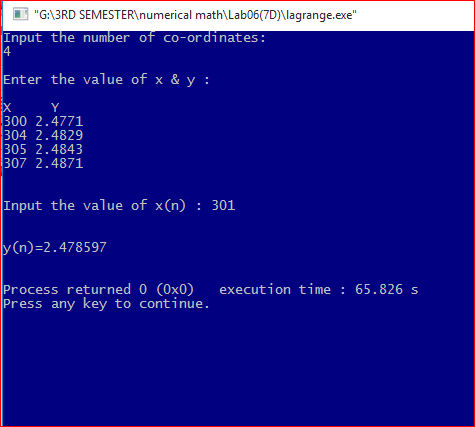 "G:\3RD SEMESTER\numerical math\Lab06(7D)\lagrange.exe"
Input the number of co-ordinates:
4
Enter the value of x & y :
X Y
300 2.4771
304 2.4829
305 2.4843
307 2.4871
Input the value of x(n) : 301
y(n)=2.478597
Process returned 0 (0x0) execution time : 65.826 s
Press any key to continue.